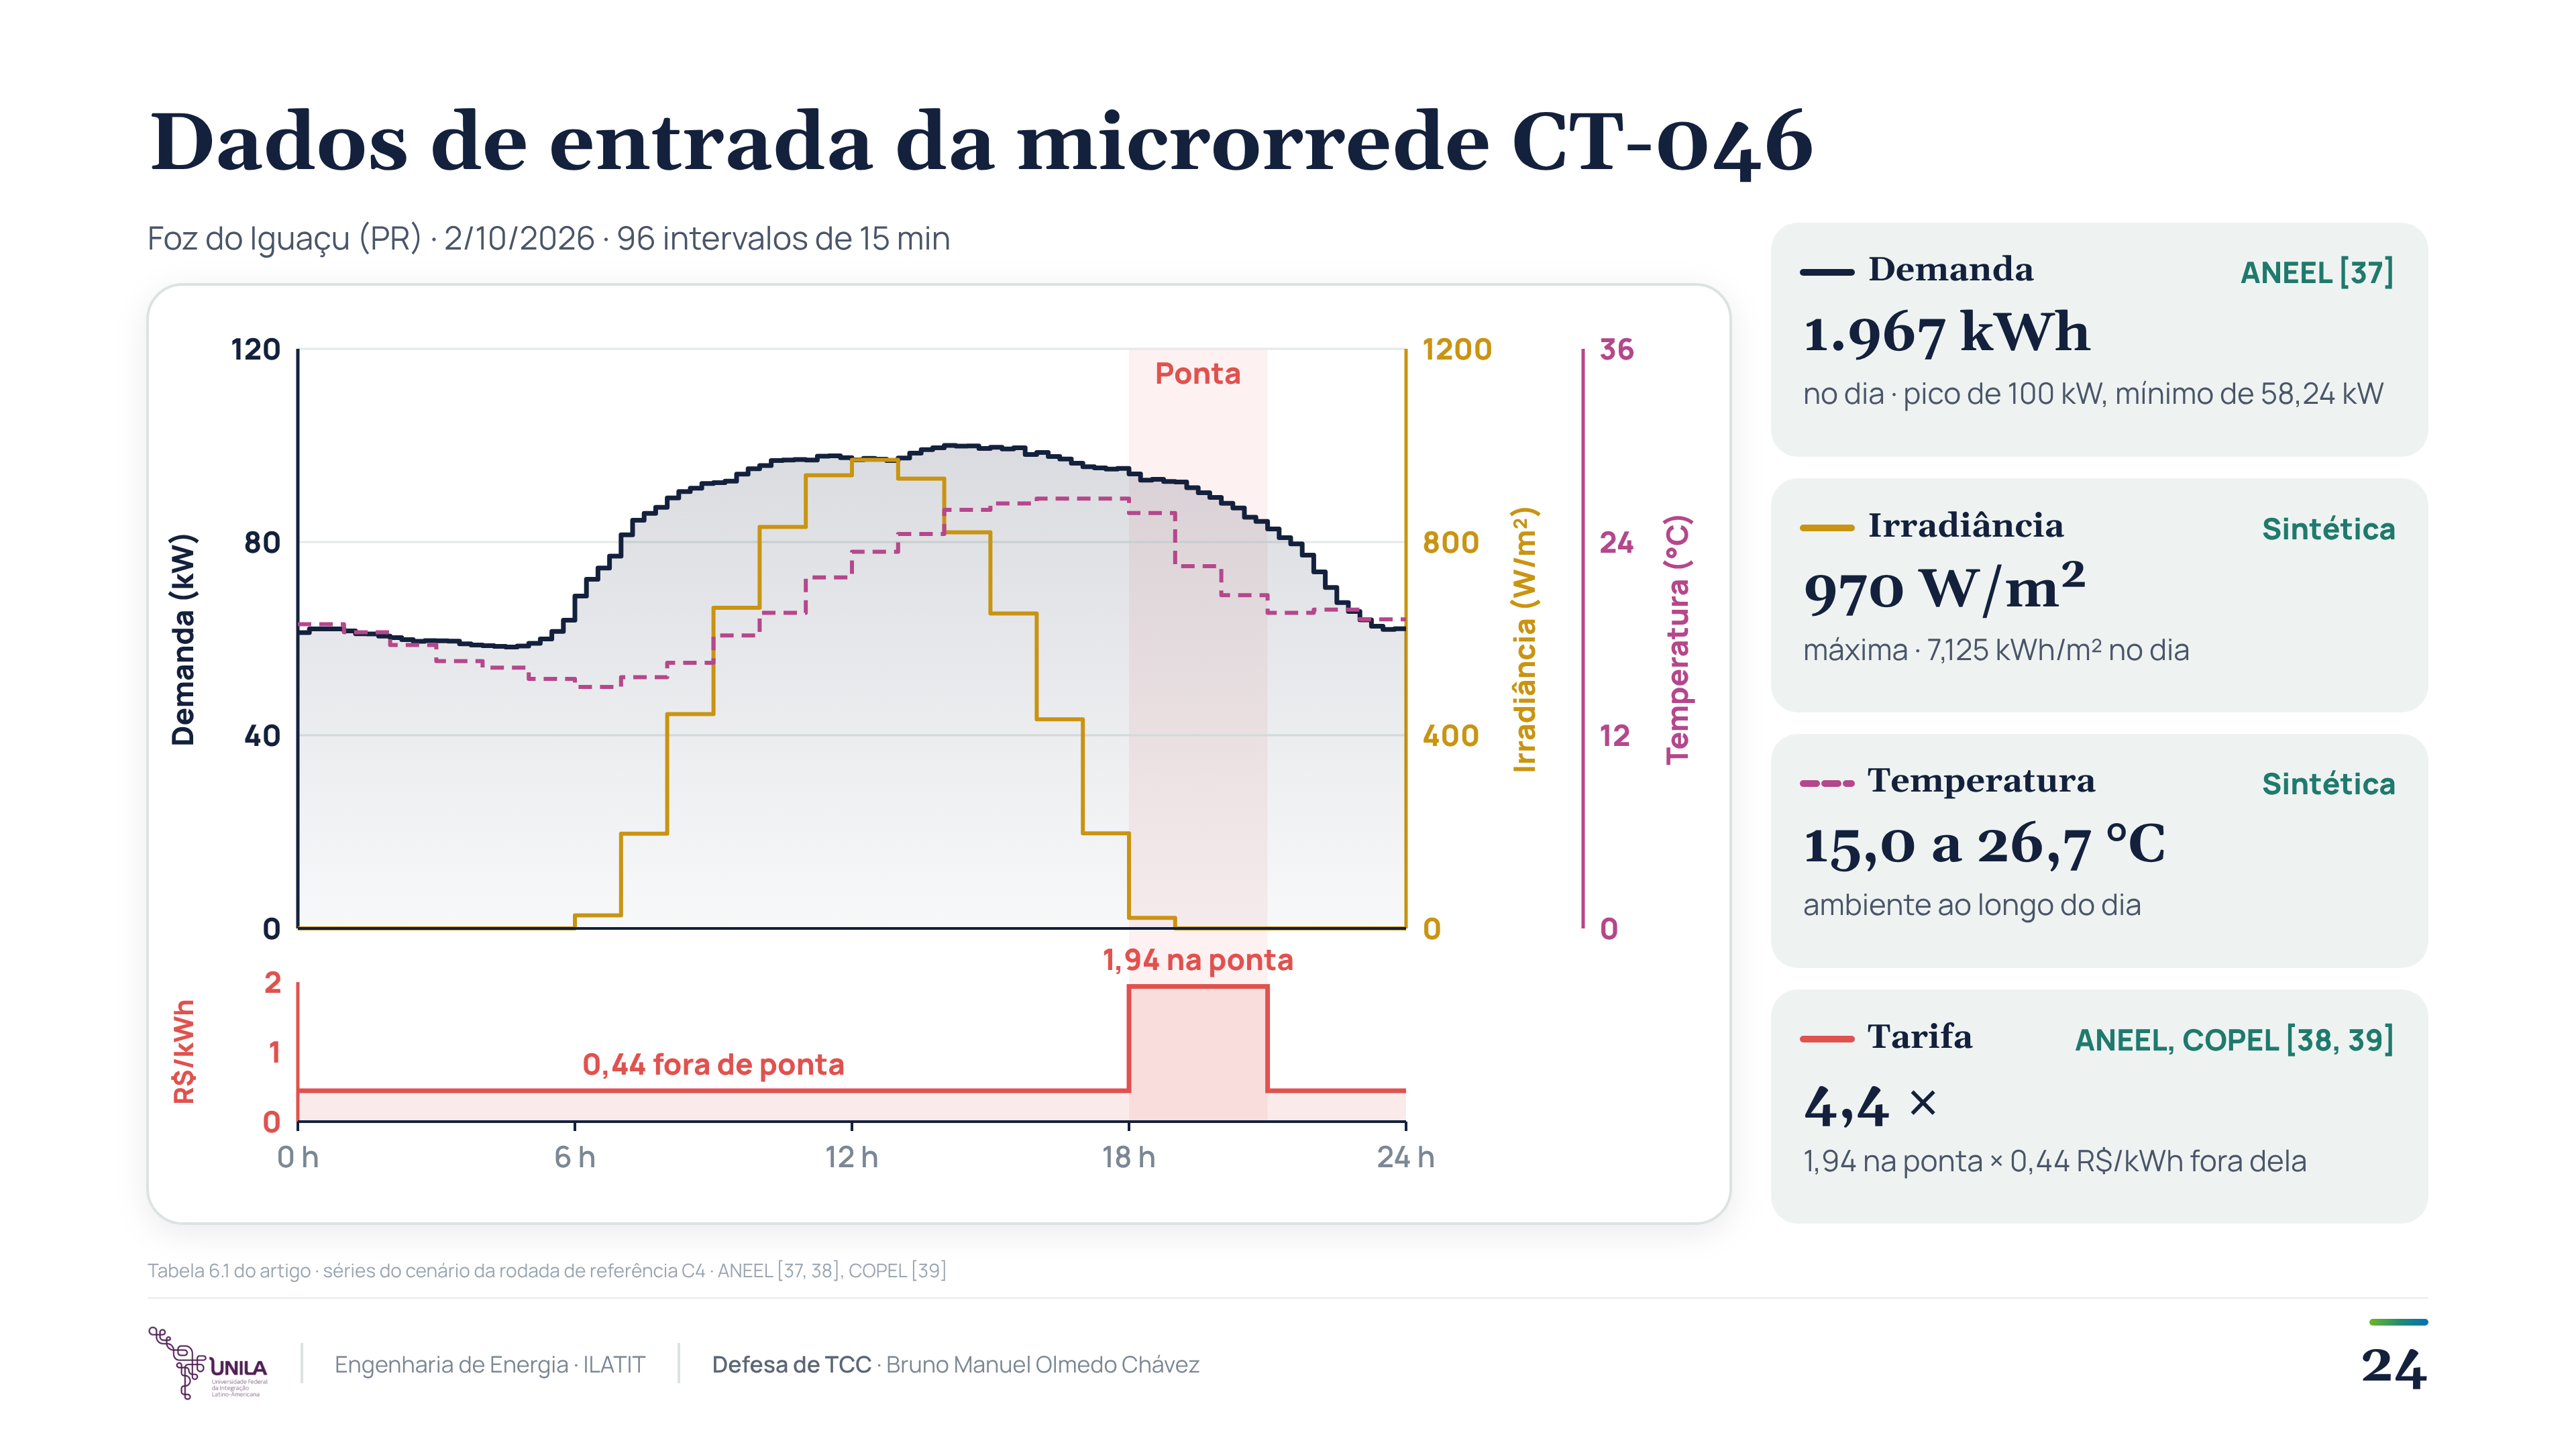 Dados de entrada da microrrede CT-046
Foz do Iguaçu (PR) · 2/10/2026 · 96 intervalos de 15 min
120
80
40
0
Demanda (kW)
Ponta
1200
800
400
0
Irradiância (W/m²)
36
24
12
0
Temperatura (°C)
1,94 na ponta
0,44 fora de ponta
2
1
0
R$/kWh
0 h
6 h
12 h
18 h
24 h
Demanda
ANEEL [37]
1.967 kWh
no dia · pico de 100 kW, mínimo de 58,24 kW
Irradiância
Sintética
970 W/m²
máxima · 7,125 kWh/m² no dia
Temperatura
Sintética
15,0 a 26,7 °C
ambiente ao longo do dia
Tarifa
ANEEL, COPEL [38, 39]
4,4 ×
1,94 na ponta × 0,44 R$/kWh fora dela
Tabela 6.1 do artigo · séries do cenário da rodada de referência C4 · ANEEL [37, 38], COPEL [39]
UNILA
Universidade Federal
da Integração
Latino-Americana
Engenharia de Energia · ILATIT
Defesa de TCC · Bruno Manuel Olmedo Chávez
24